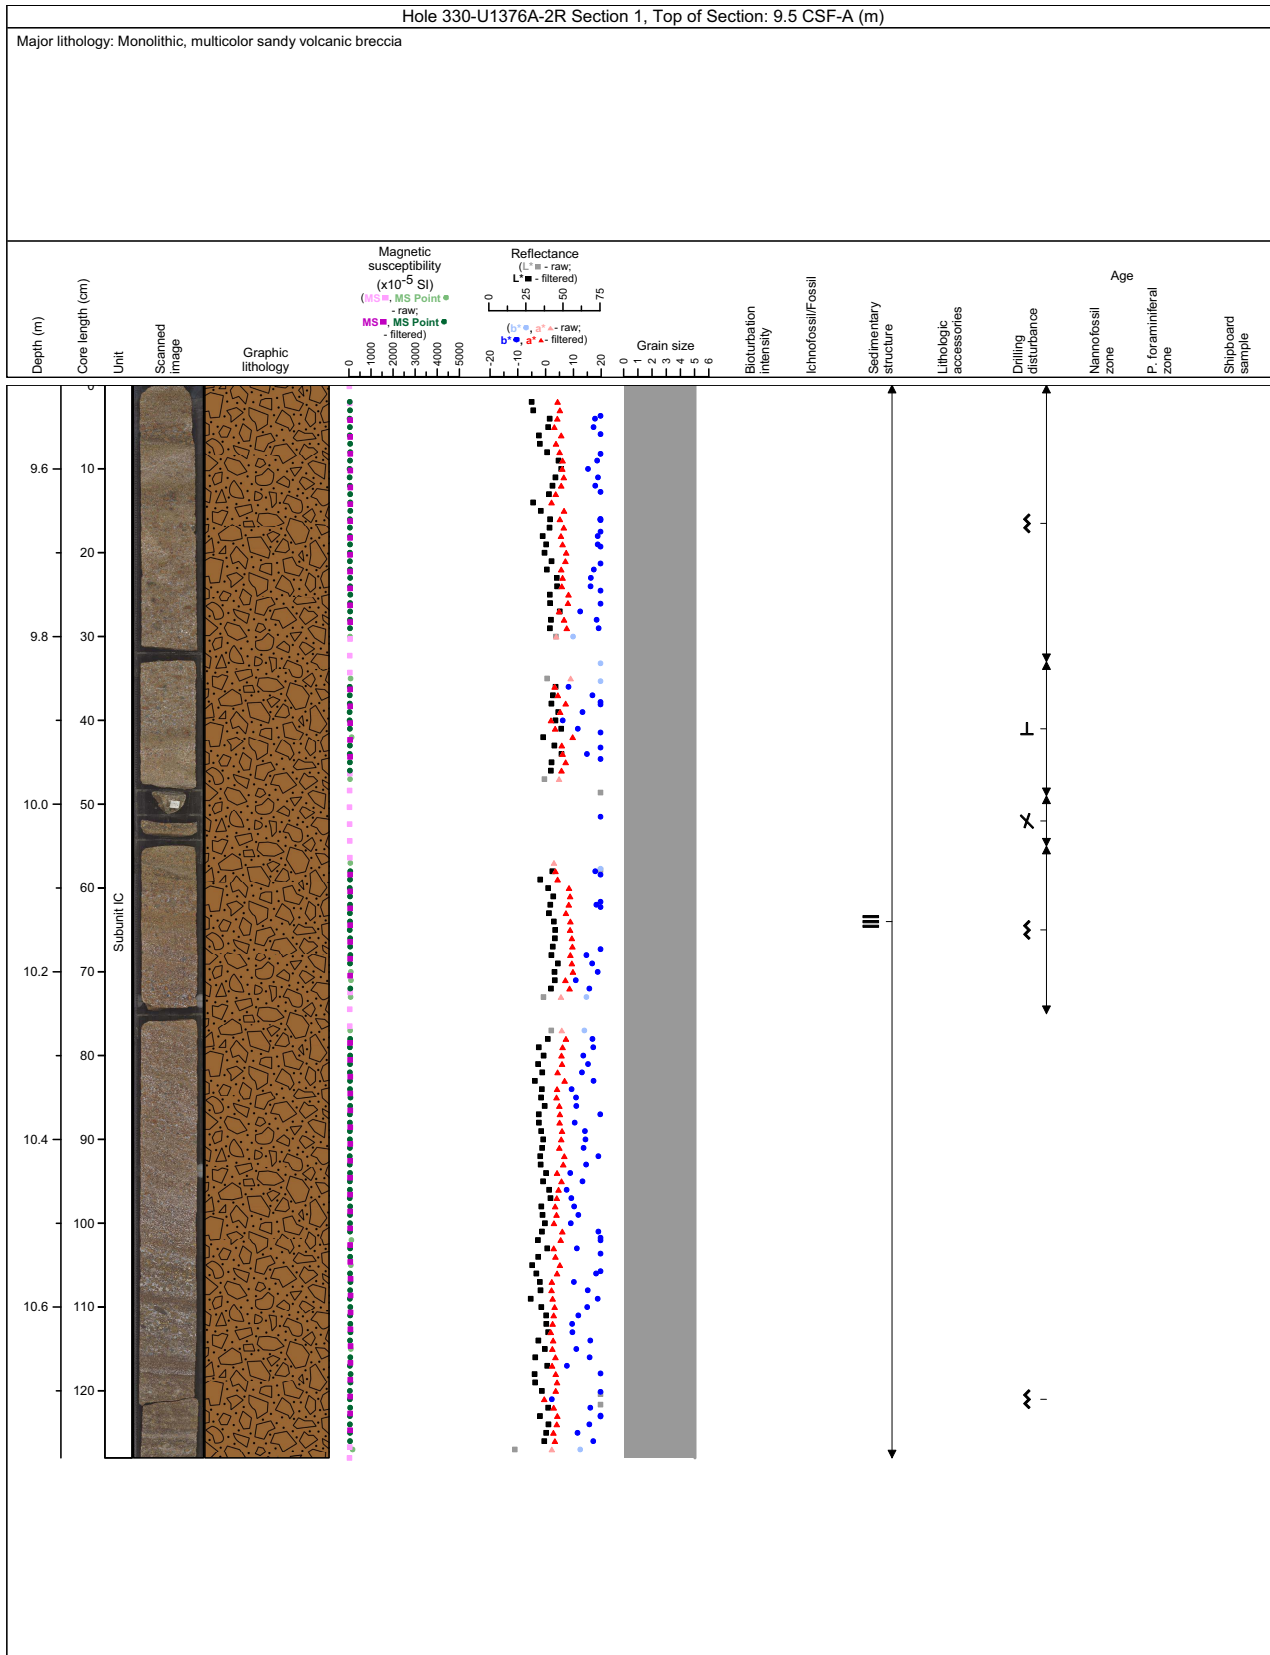 Hole 330-U1376A-2R Section 1, Top of Section: 9.5 CSF-A (m)
Major lithology: Monolithic, multicolor sandy volcanic breccia
Depth (m)
Core length (cm)
Unit
Scanned
image
Graphic
lithology
Magnetic
susceptibility
(x10-5 SI)
(MS, MS Point
- raw;
MS, MS Point
- filtered)
0 1000 2000 3000 4000 5000
Reflectance
(L* - raw;
L* - filtered)
0 25 50 75
(b*, a* - raw;
b*, a* - filtered)
-20 -10 0 10 20
Grain size
0 1 2 3 4 5 6
Bioturbation
intensity
Ichnofossil/Fossil
Sedimentary
structure
Lithologic
accessories
Drilling
disturbance
Age
Nannofossil
zone
P. foraminiferal
zone
Shipboard
sample
0
9.6 10
20
9.8 30
40
10.0 50
60
10.2 70
80
10.4 90
100
10.6 110
120
Subunit IC